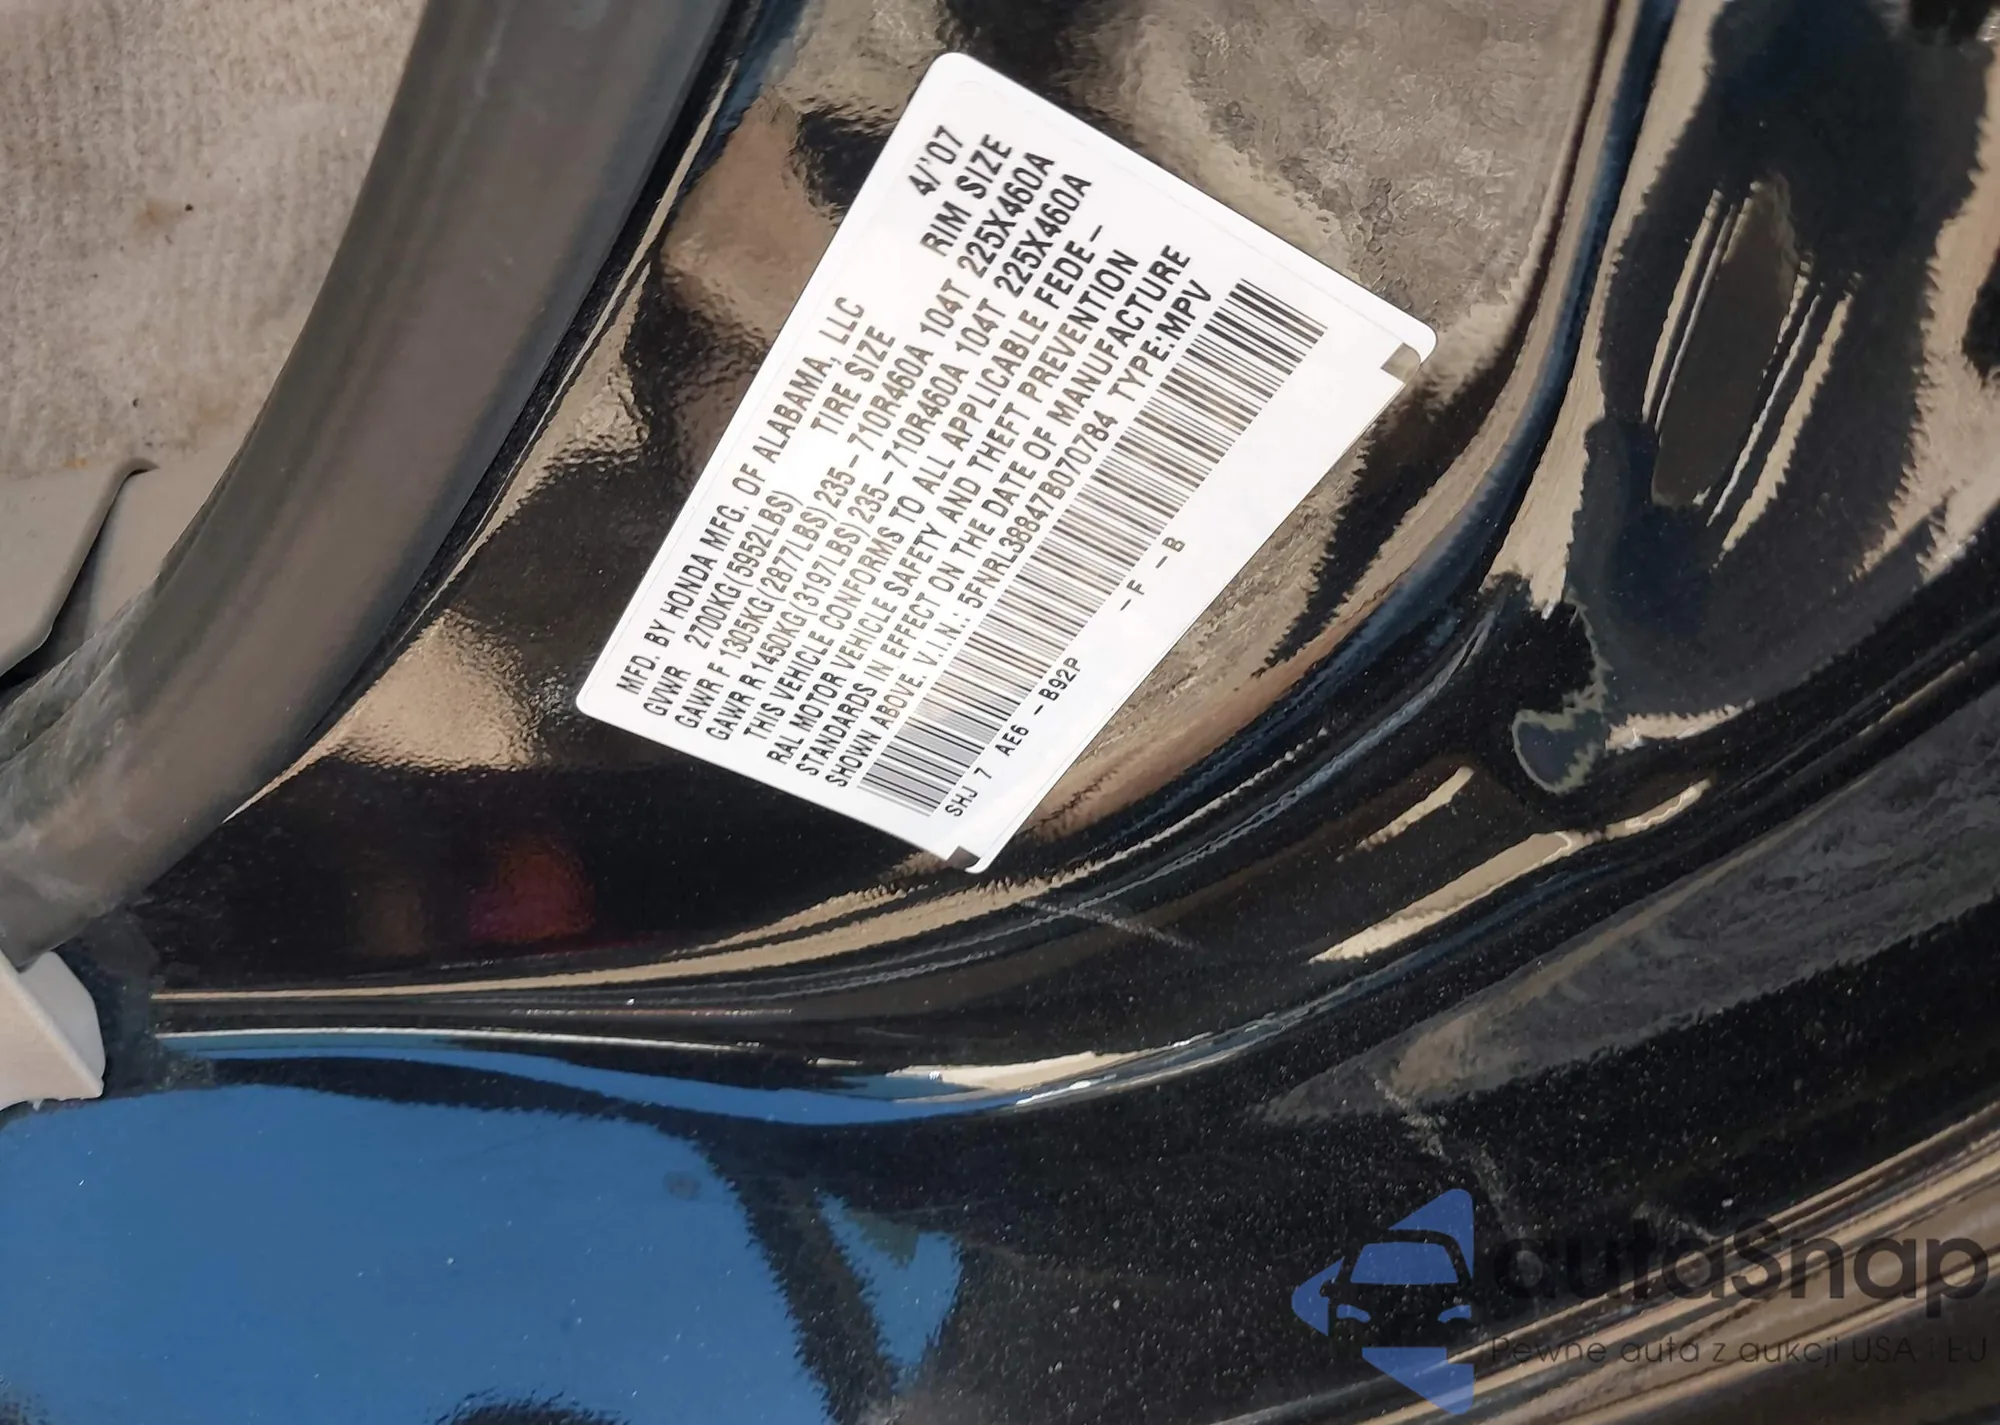 MFD. BY HONDA MFG. OF ALABAMA, LLC 4/'07
GVWR 2700KG(5952LBS) TIRE SIZE RIM SIZE
GAWR F 1305KG(2877LBS) 235-710R460A 104T 225X460A
GAWR R 1450KG(3197LBS) 235-710R460A 104T 225X460A
THIS VEHICLE CONFORMS TO ALL APPLICABLE FEDE-
RAL MOTOR VEHICLE SAFETY AND THEFT PREVENTION
STANDARDS IN EFFECT ON THE DATE OF MANUFACTURE
SHOWN ABOVE. V.I.N.: 5FNRL38847B070784 TYPE:MPV
SHJ 7 AE6 -B92P -F -B
autoSnap
Pewne auta z aukcji USA i EU